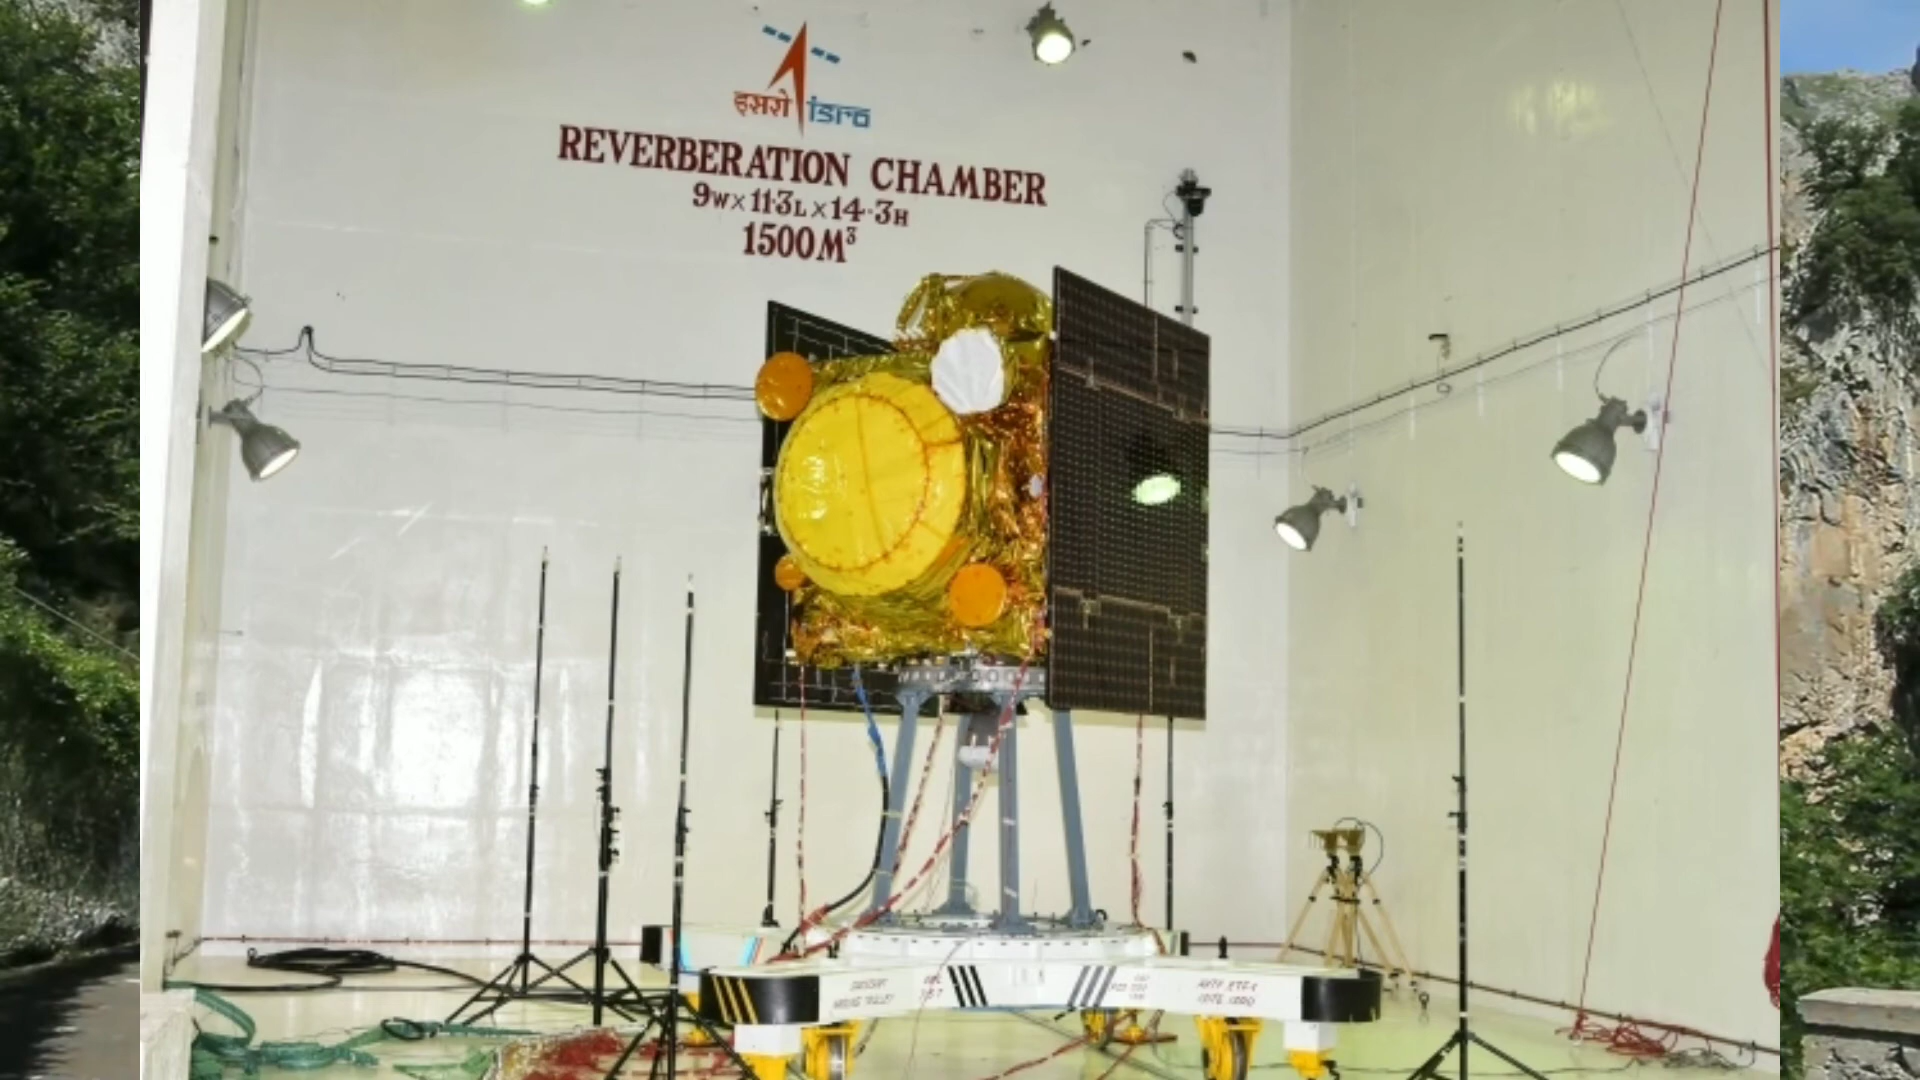 इसरो isro
REVERBERATION CHAMBER
9W×11·3L×14·3H
1500M³